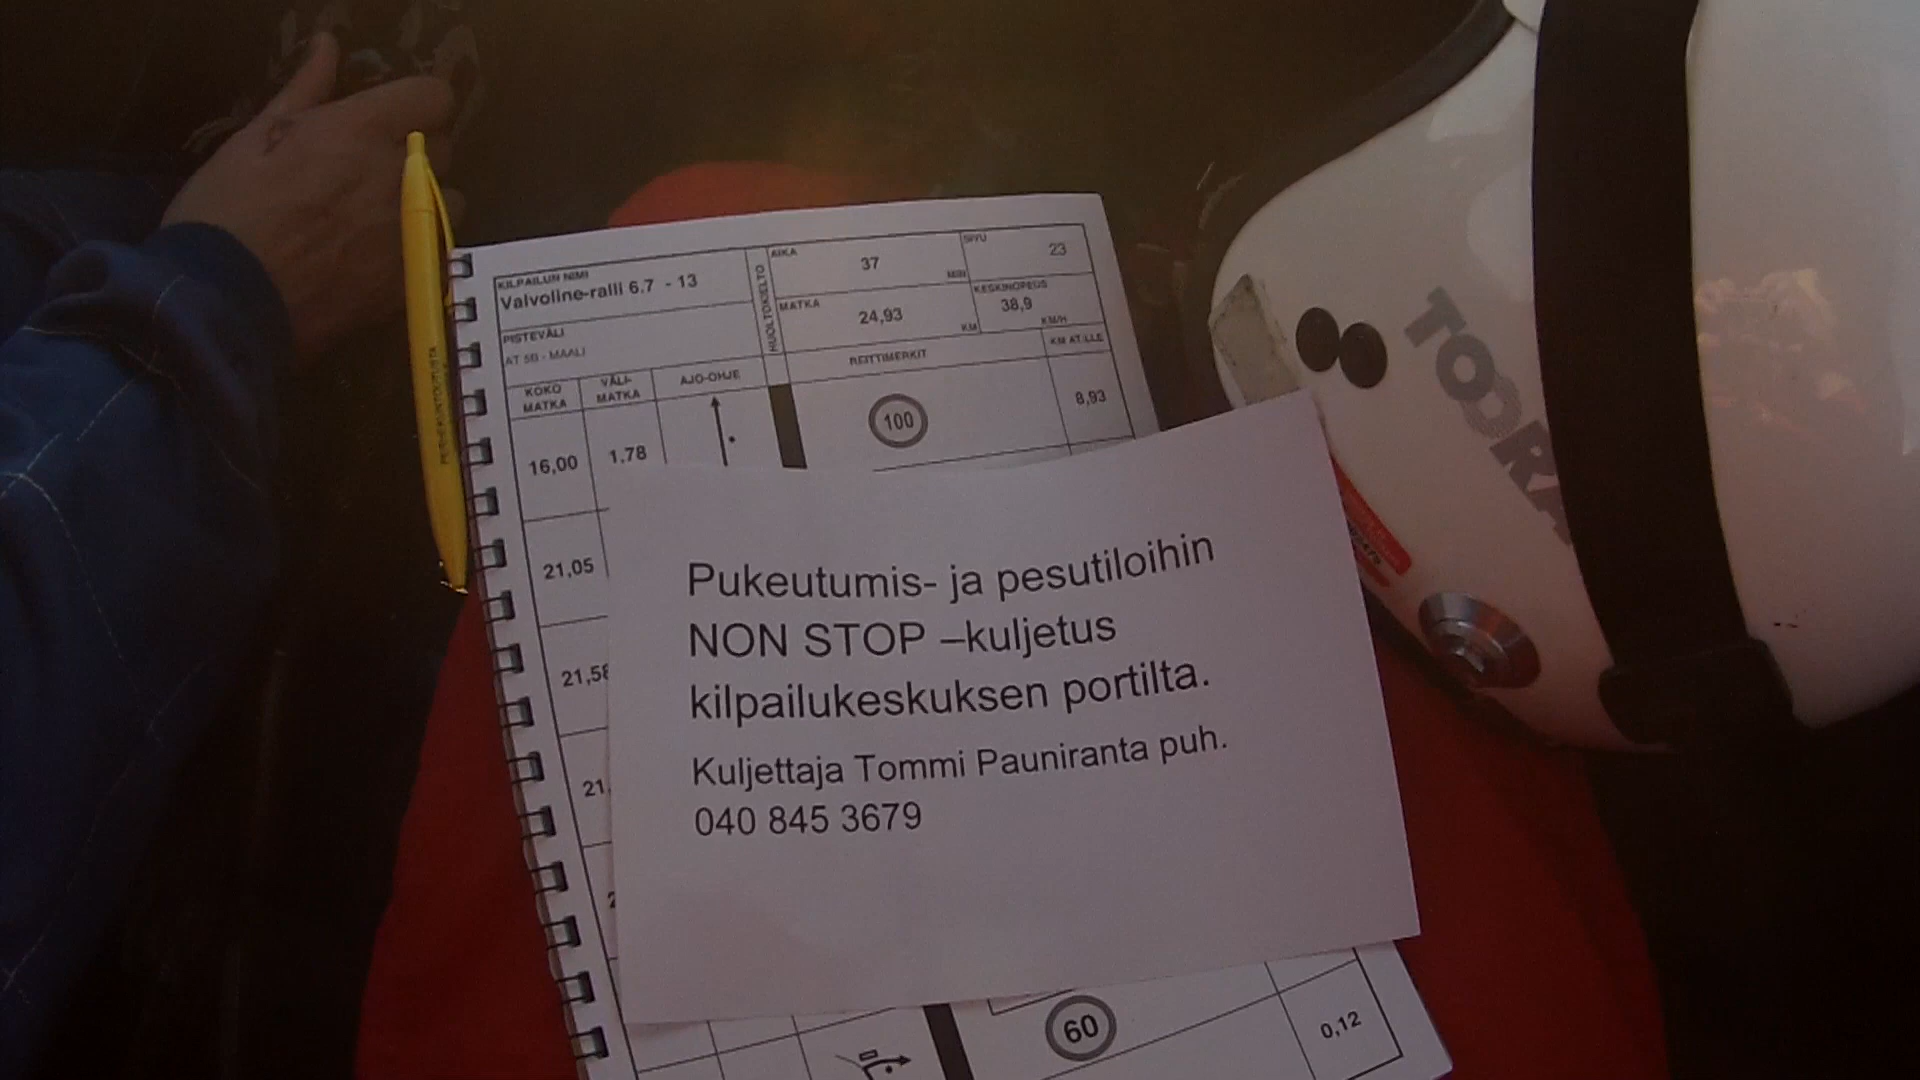 KILPAILUN NIMI
Valvoline-ralli 6.7 - 13
PISTEVÄLI
AT 5B - MAALI
HUOLTOKIELTO
AIKA
37
MIN
SIVU
23
MATKA
24,93
KM
KESKINOPEUS
38,9
KM/H
KOKO MATKA
VÄLI-MATKA
AJO-OHJE
REITTIMERKIT
KM AT:LLE
16,00
1,78
100
8,93
21,05
21,58
21,
Pukeutumis- ja pesutiloihin
NON STOP –kuljetus
kilpailukeskuksen portilta.
Kuljettaja Tommi Pauniranta puh.
040 845 3679
60
0,12